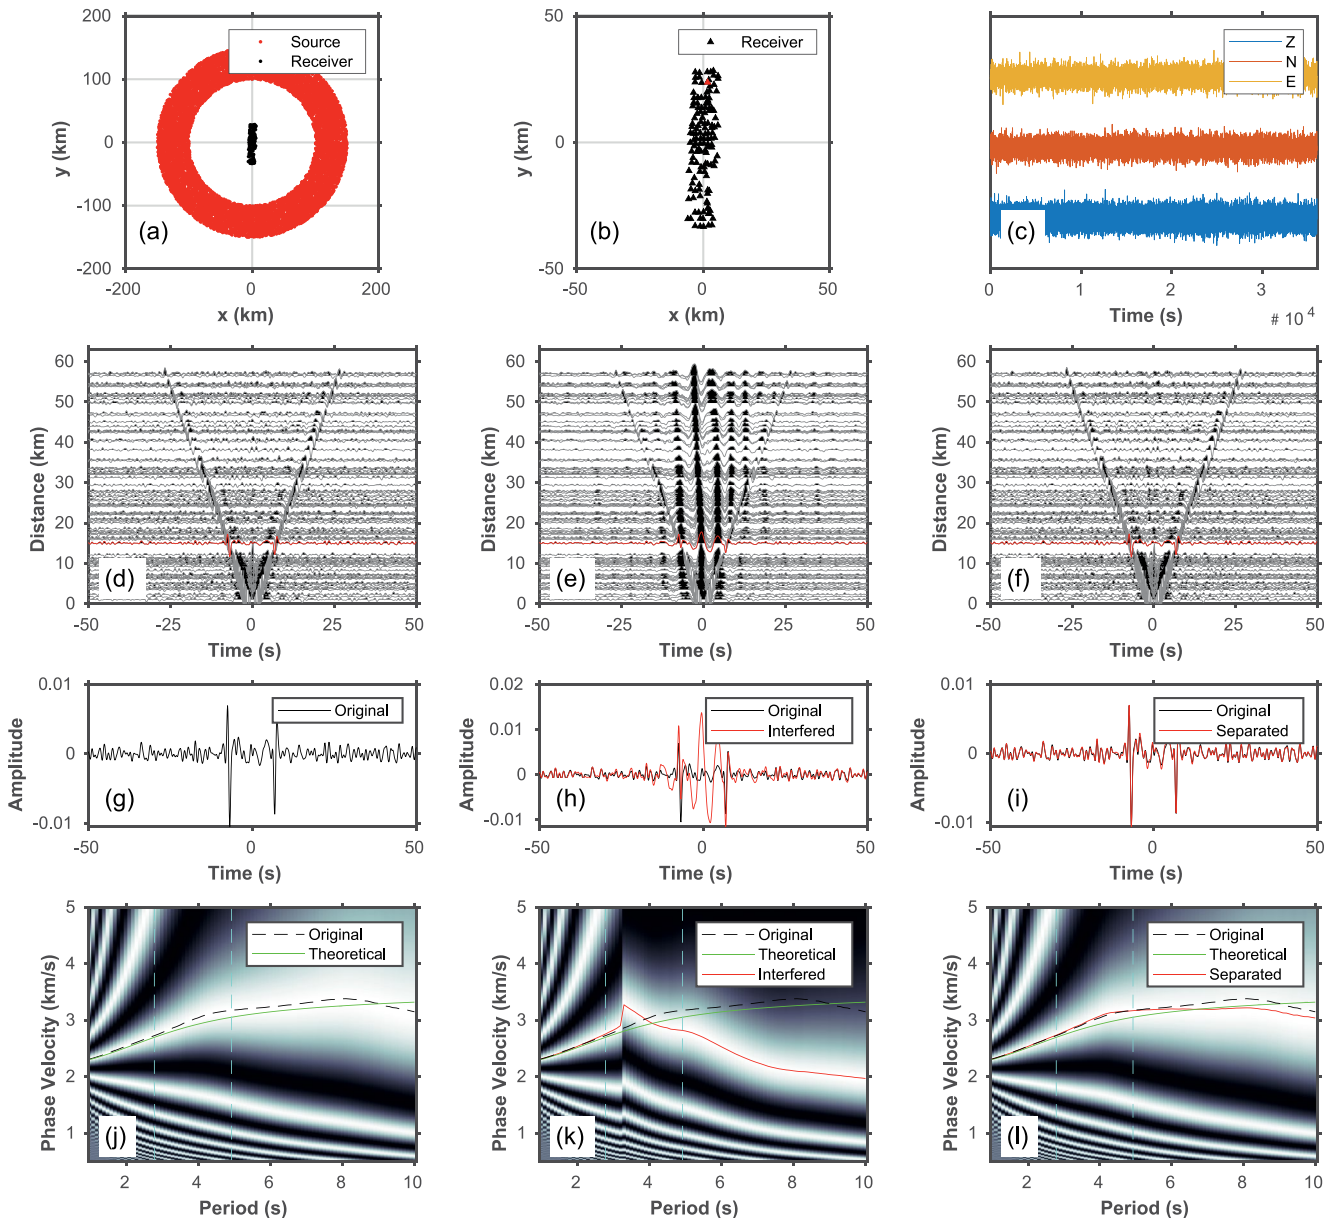 200
100
0
-100
-200
y (km)
Source
Receiver
(a)
-200
0
200
x (km)
50
0
-50
y (km)
Receiver
(b)
-50
0
50
x (km)
Z
N
E
(c)
0
1
2
3
Time (s)
# 10^4
60
50
40
30
20
10
0
Distance (km)
(d)
-50
-25
0
25
50
Time (s)
60
50
40
30
20
10
0
Distance (km)
(e)
-50
-25
0
25
50
Time (s)
60
50
40
30
20
10
0
Distance (km)
(f)
-50
-25
0
25
50
Time (s)
0.01
0
-0.01
Amplitude
Original
(g)
-50
0
50
Time (s)
0.02
0.01
0
-0.01
Amplitude
Original
Interfered
(h)
-50
0
50
Time (s)
0.01
0
-0.01
Amplitude
Original
Separated
(i)
-50
0
50
Time (s)
5
4
3
2
1
Phase Velocity (km/s)
Original
Theoretical
(j)
2
4
6
8
10
Period (s)
5
4
3
2
1
Phase Velocity (km/s)
Original
Theoretical
Interfered
(k)
2
4
6
8
10
Period (s)
5
4
3
2
1
Phase Velocity (km/s)
Original
Theoretical
Separated
(l)
2
4
6
8
10
Period (s)